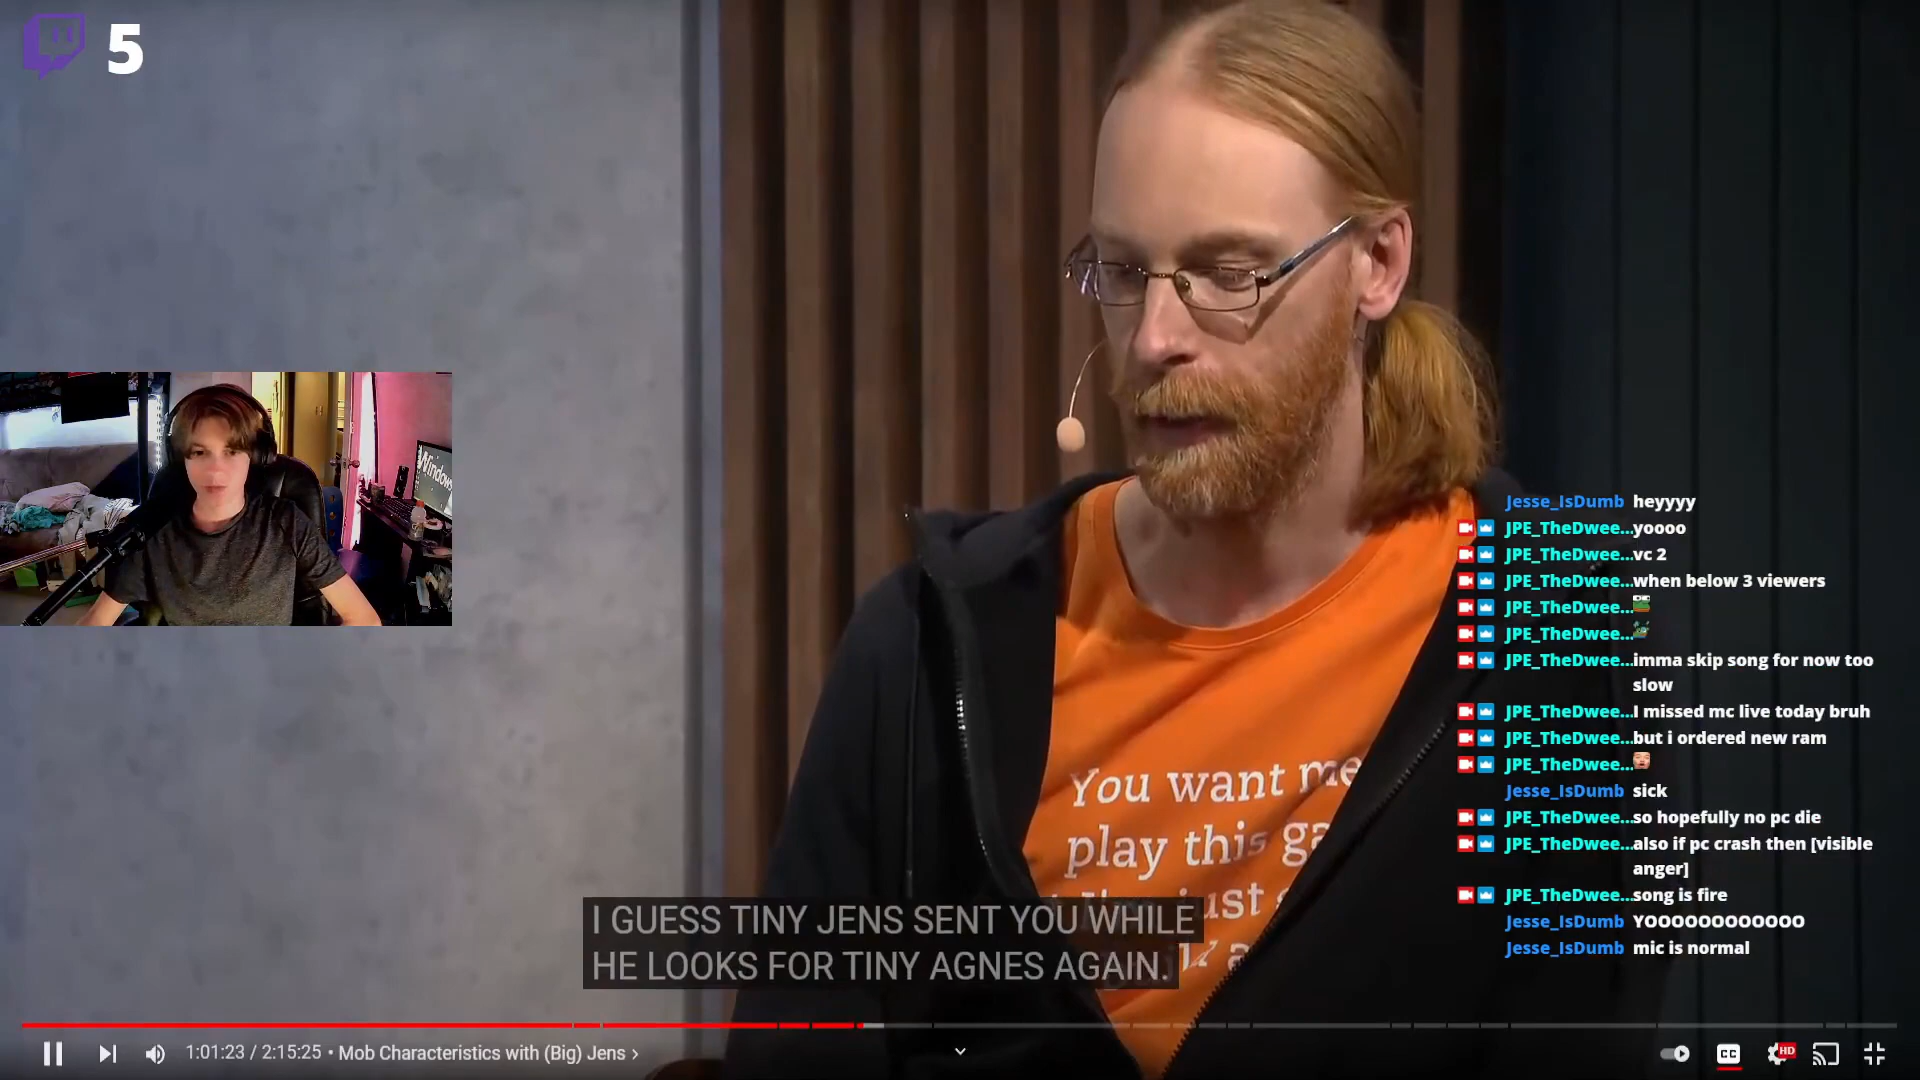 5
Windows
Jesse_IsDumb heyyyy
JPE_TheDwee...yoooo
JPE_TheDwee...vc 2
JPE_TheDwee...when below 3 viewers
JPE_TheDwee...
JPE_TheDwee...
JPE_TheDwee...imma skip song for now too
slow
JPE_TheDwee...I missed mc live today bruh
JPE_TheDwee...but i ordered new ram
JPE_TheDwee...
Jesse_IsDumb sick
JPE_TheDwee...so hopefully no pc die
JPE_TheDwee...also if pc crash then [visible
anger]
JPE_TheDwee...song is fire
Jesse_IsDumb YOOOOOOOOOOOO
Jesse_IsDumb mic is normal
You want me
play this ga
I GUESS TINY JENS SENT YOU WHILE
HE LOOKS FOR TINY AGNES AGAIN.
1:01:23 / 2:15:25 • Mob Characteristics with (Big) Jens ›
CC
HD